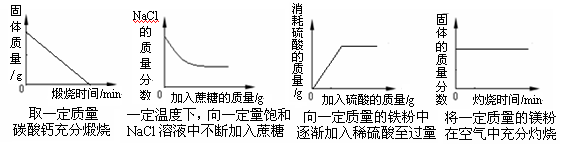 固体质量/g
0
煅烧时间/min
取一定质量
碳酸钙充分煅烧
NaCl的质量分数
0
加入蔗糖的质量/g
一定温度下，向一定量饱和
NaCl溶液中不断加入蔗糖
消耗硫酸的质量/g
0
加入硫酸的质量/g
向一定质量的铁粉中
逐渐加入稀硫酸至过量
固体的质量分数
0
灼烧时间/min
将一定质量的镁粉
在空气中充分灼烧